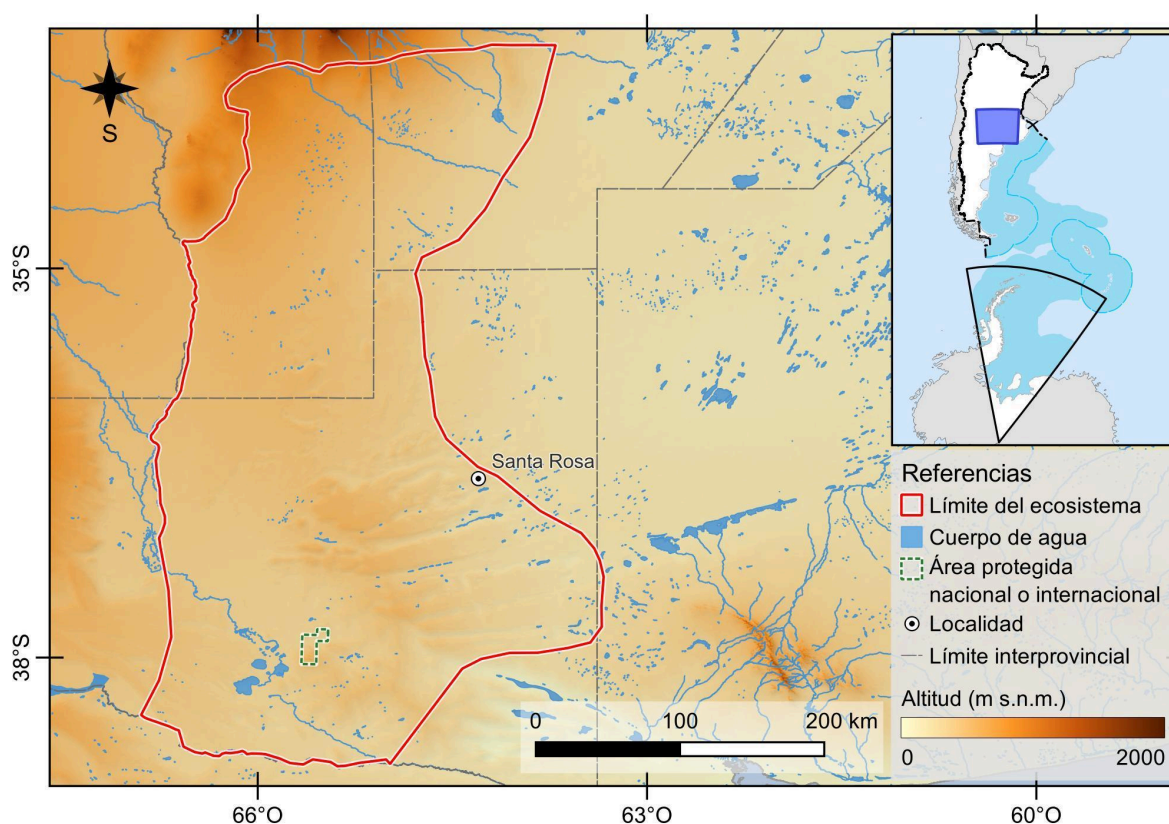 S
35°S
38°S
66°O
63°O
60°O
Santa Rosa
0
100
200 km
Referencias
Límite del ecosistema
Cuerpo de agua
Área protegida
nacional o internacional
Localidad
Límite interprovincial
Altitud (m s.n.m.)
0
2000